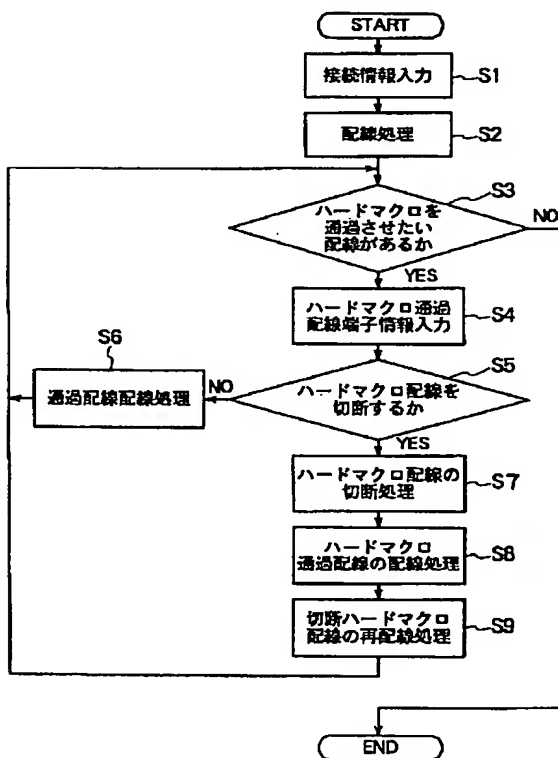 START
接続情報入力
S1
配線処理
S2
S3
ハードマクロを
通過させたい
配線があるか
NO
YES
ハードマクロ通過
配線端子情報入力
S4
S5
ハードマクロ配線を
切断するか
NO
S6
通過配線配線処理
YES
ハードマクロ配線の
切断処理
S7
ハードマクロ
通過配線の配線処理
S8
切断ハードマクロ
配線の再配線処理
S9
END